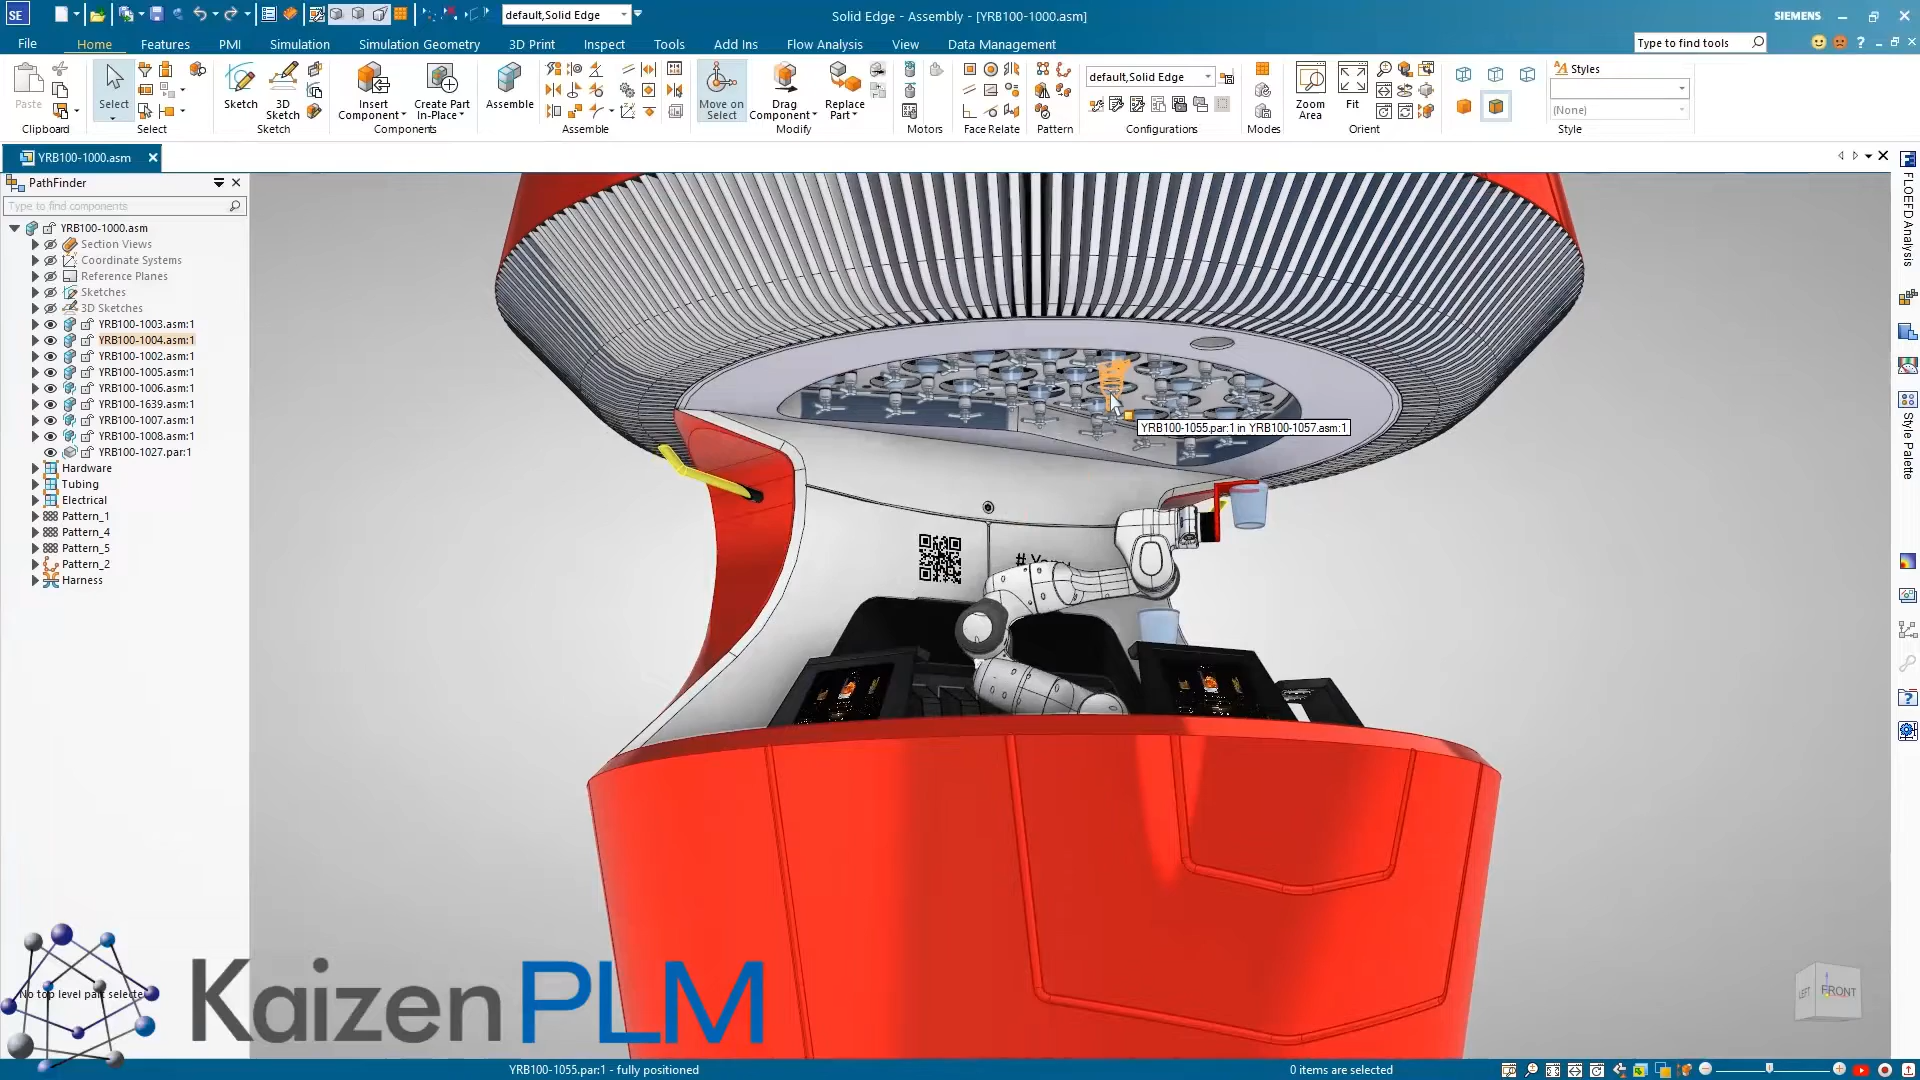 SE
default,Solid Edge
Solid Edge - Assembly - [YRB100-1000.asm]
SIEMENS
File
Home
Features
PMI
Simulation
Simulation Geometry
3D Print
Inspect
Tools
Add Ins
Flow Analysis
View
Data Management
Type to find tools
Paste
Clipboard
Select
Select
Sketch
3D Sketch
Sketch
Insert Component
Create Part In-Place
Components
Assemble
Assemble
Move on Select
Drag Component
Replace Part
Modify
Motors
Face Relate
Pattern
default,Solid Edge
Configurations
Modes
Zoom Area
Fit
Orient
Styles
(None)
Style
YRB100-1000.asm
PathFinder
Type to find components
YRB100-1000.asm
Section Views
Coordinate Systems
Reference Planes
Sketches
3D Sketches
YRB100-1003.asm:1
YRB100-1004.asm:1
YRB100-1002.asm:1
YRB100-1005.asm:1
YRB100-1006.asm:1
YRB100-1639.asm:1
YRB100-1007.asm:1
YRB100-1008.asm:1
YRB100-1027.par:1
Hardware
Tubing
Electrical
Pattern_1
Pattern_4
Pattern_5
Pattern_2
Harness
YRB100-1055.par:1 in YRB100-1057.asm:1
FLOEFD Analysis
Style Palette
No top level part selected
Kaizen PLM
LEFT
FRONT
YRB100-1055.par:1 - fully positioned
0 items are selected